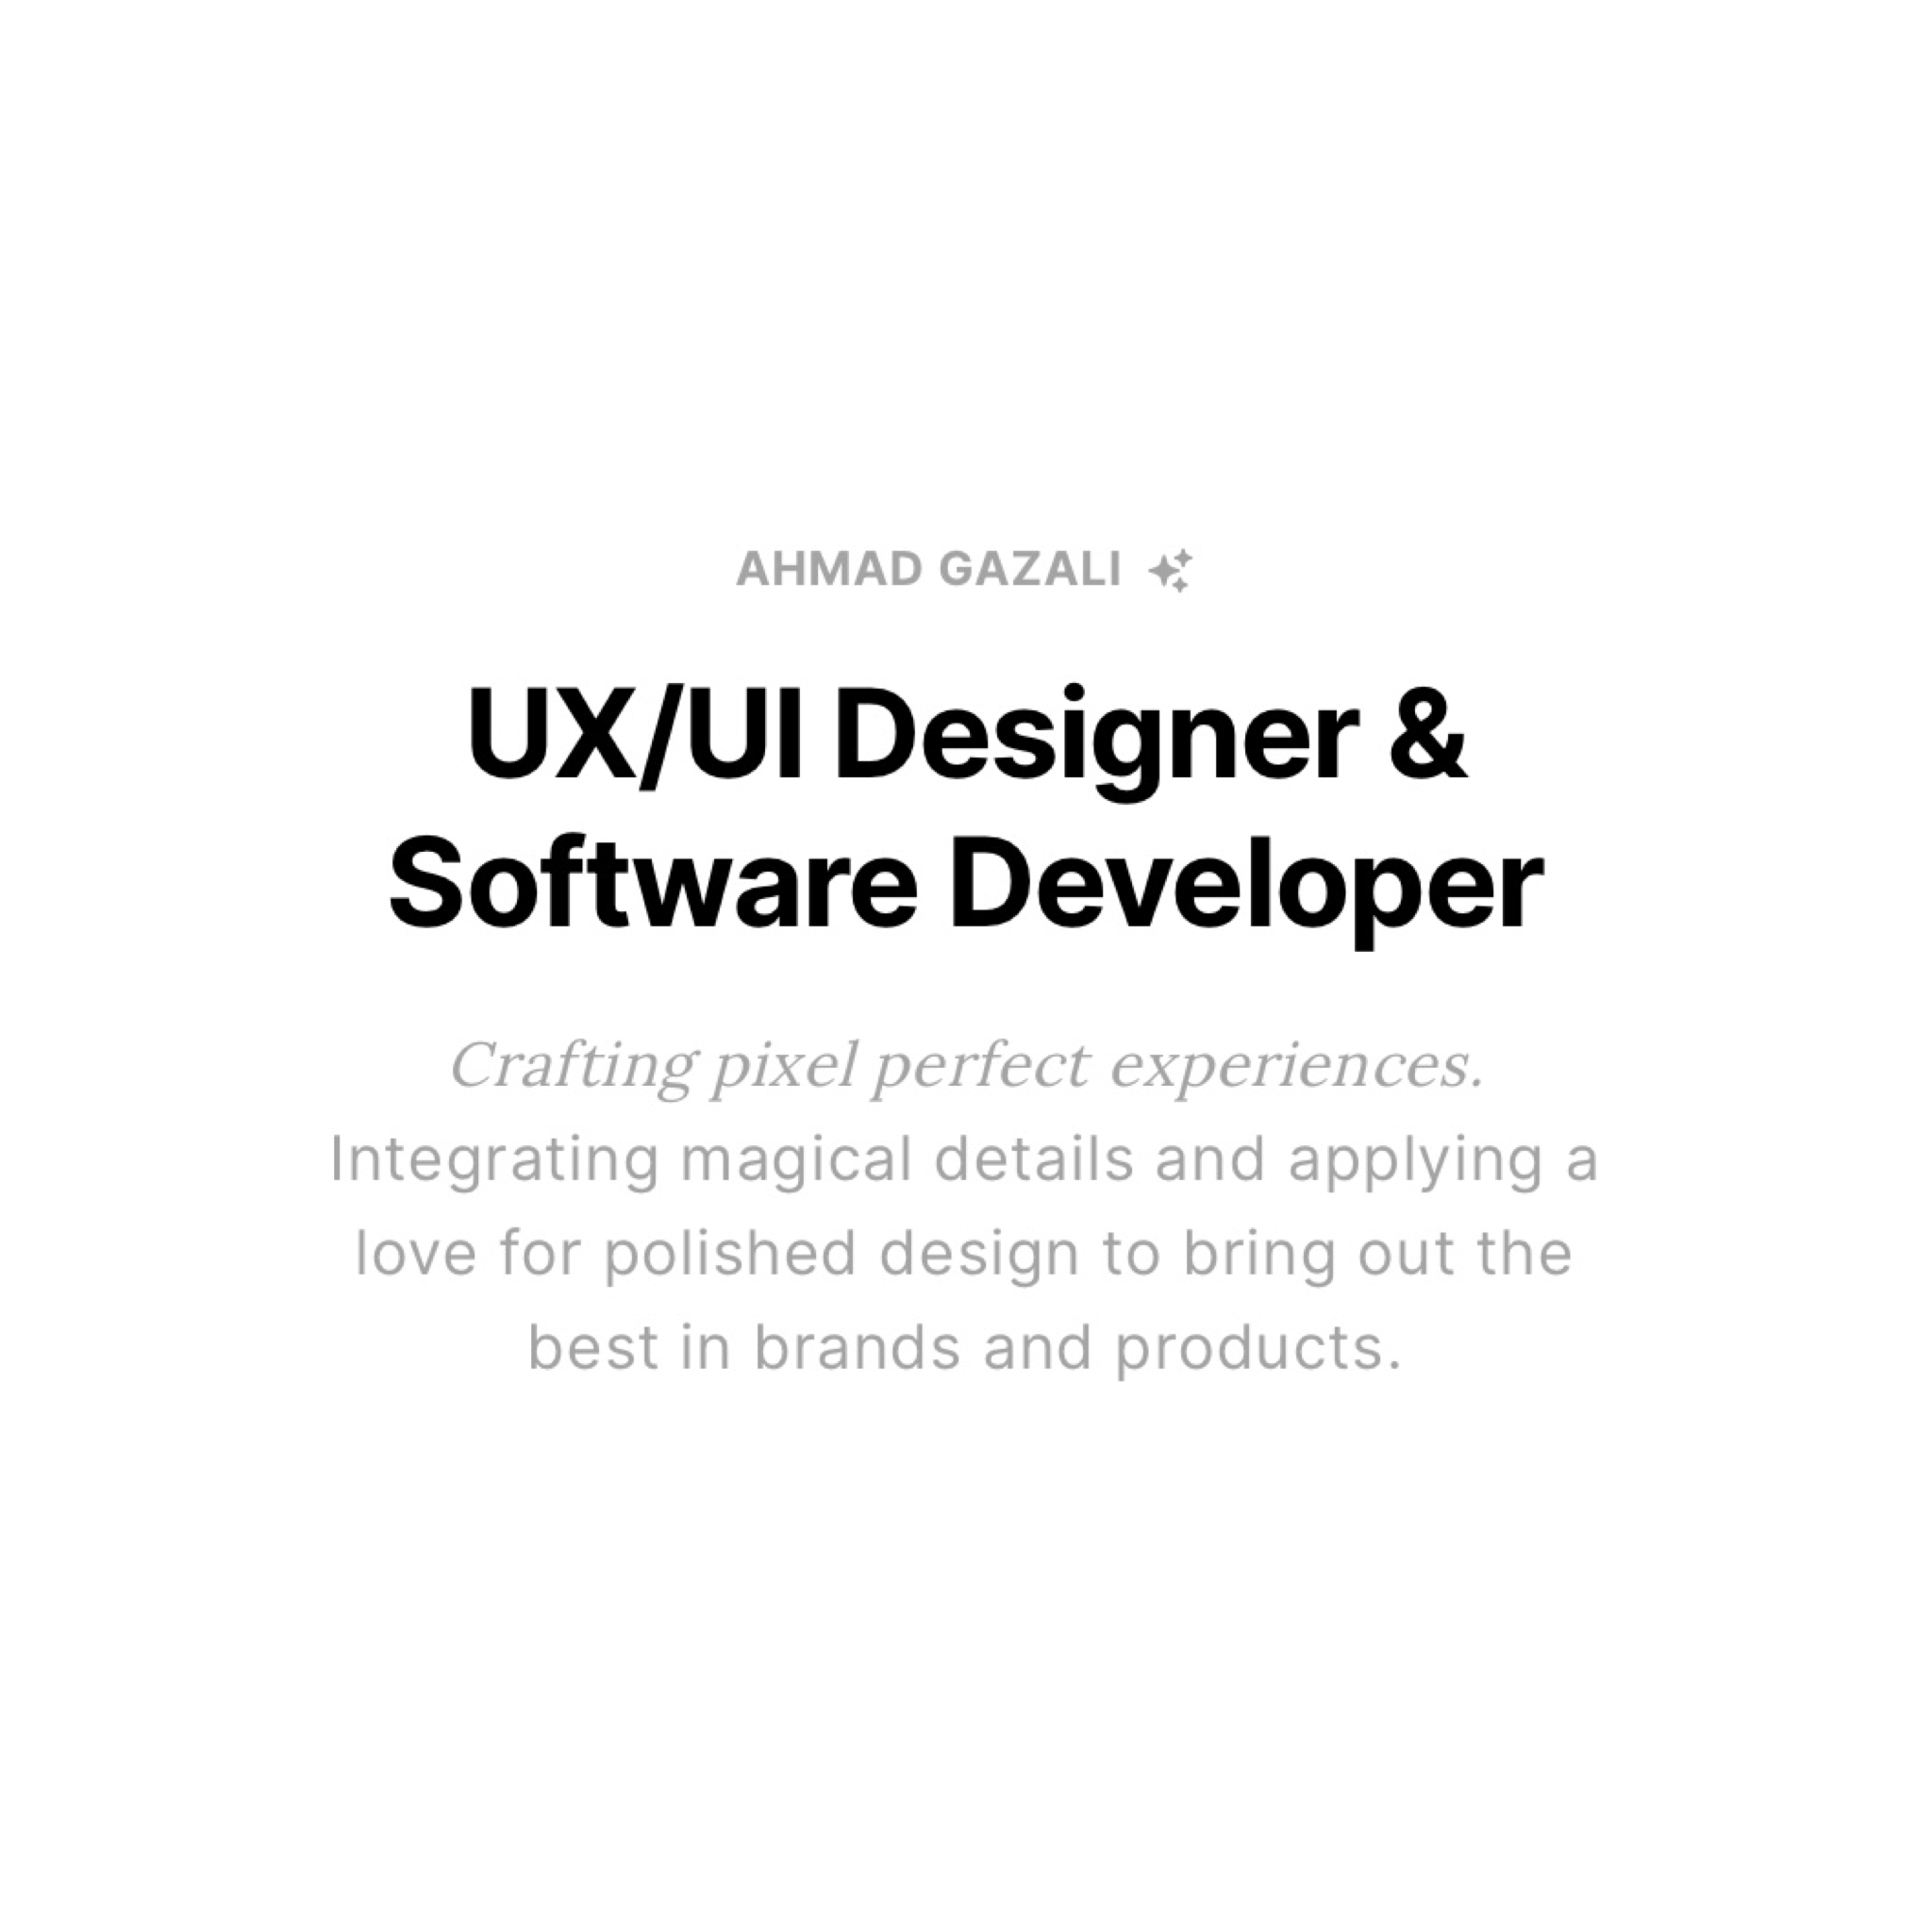 AHMAD GAZALI
UX/UI Designer &
Software Developer
Crafting pixel perfect experiences.
Integrating magical details and applying a
love for polished design to bring out the
best in brands and products.